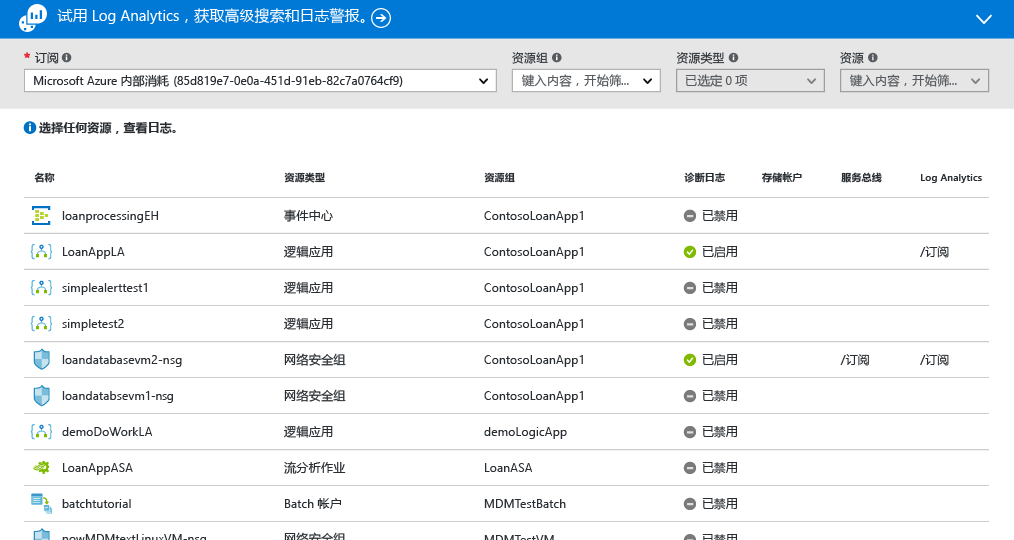 试用 Log Analytics，获取高级搜索和日志警报。
* 订阅 资源组 资源类型 资源
Microsoft Azure 内部消耗 (85d819e7-0e0a-451d-91eb-82c7a0764cf9) 键入内容，开始筛... 已选定 0 项 键入内容，开始筛...
选择任何资源，查看日志。
名称 资源类型 资源组 诊断日志 存储帐户 服务总线 Log Analytics
loanprocessingEH 事件中心 ContosoLoanApp1 已禁用
LoanAppLA 逻辑应用 ContosoLoanApp1 已启用 /订阅
simplealerttest1 逻辑应用 ContosoLoanApp1 已禁用
simpletest2 逻辑应用 ContosoLoanApp1 已禁用
loandatabasevm2-nsg 网络安全组 ContosoLoanApp1 已启用 /订阅 /订阅
loandatabsevm1-nsg 网络安全组 ContosoLoanApp1 已禁用
demoDoWorkLA 逻辑应用 demoLogicApp 已禁用
LoanAppASA 流分析作业 LoanASA 已禁用
batchtutorial Batch 帐户 MDMTestBatch 已禁用
nowMDMtextLinuxVM-nsg 网络安全组 MDMTestVM 已禁用